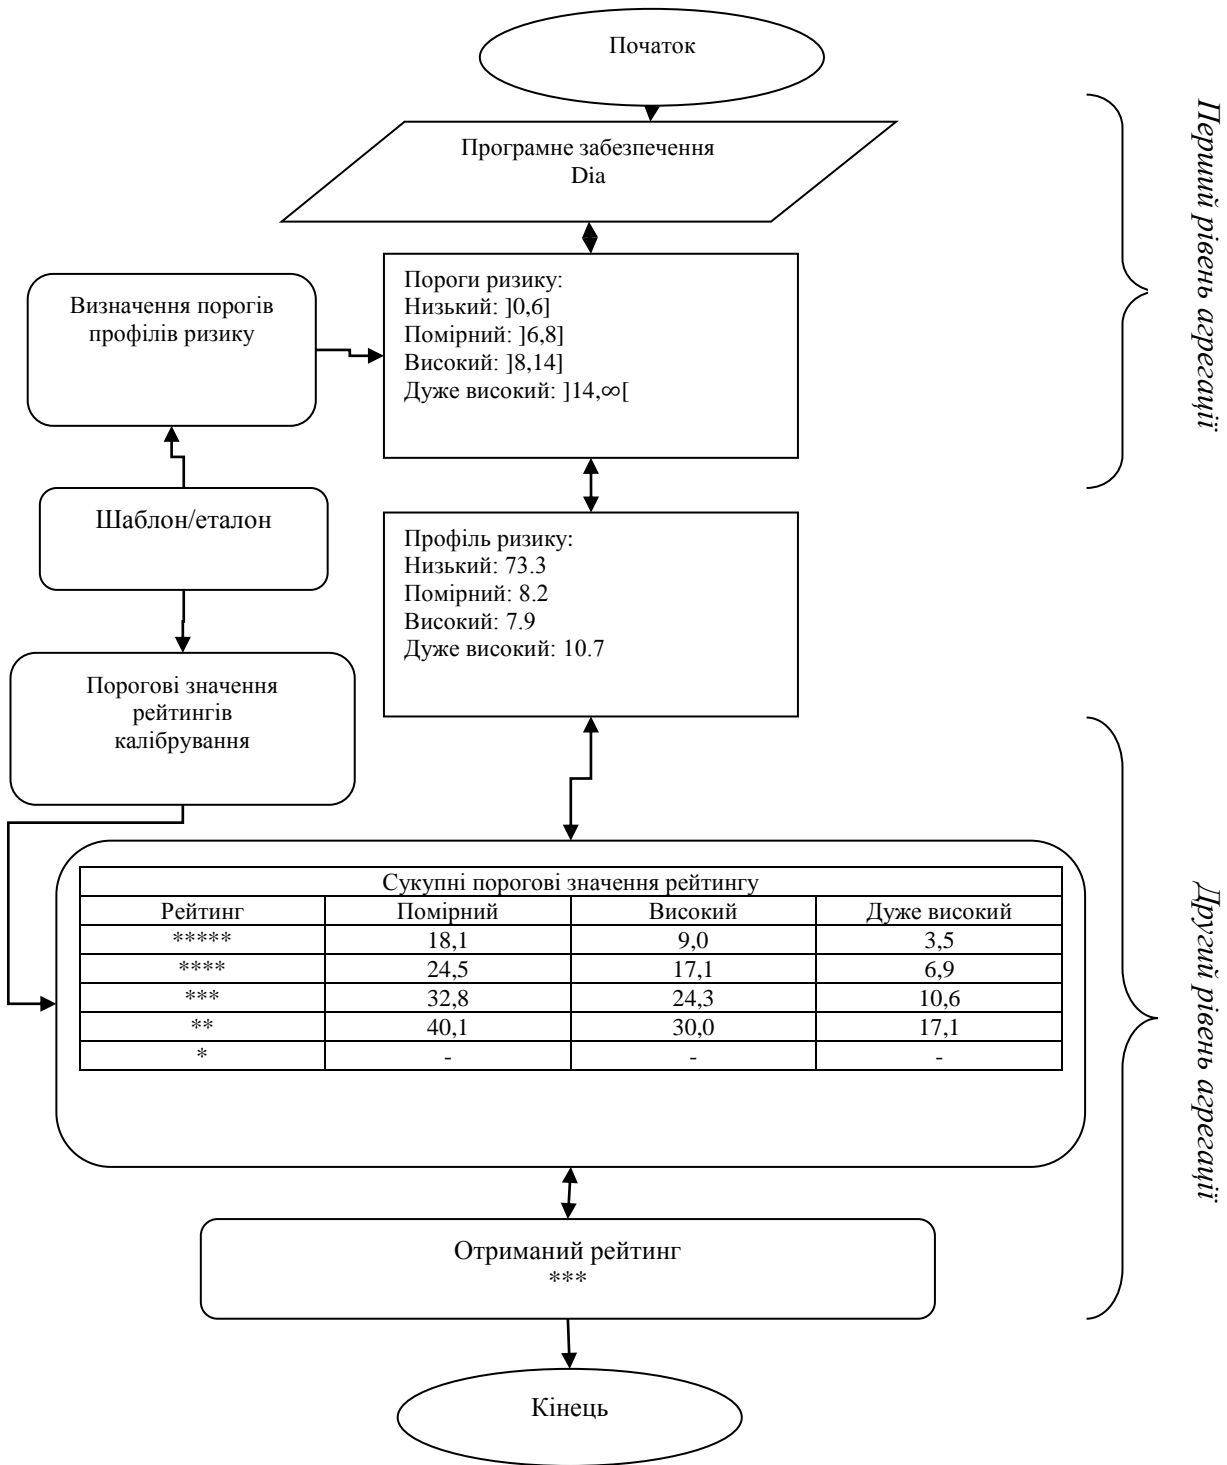 Початок
Програмне забезпечення
Dia
Перший рівень агрегації
Визначення порогів
профілів ризику
Пороги ризику:
Низький: ]0,6]
Помірний: ]6,8]
Високий: ]8,14]
Дуже високий: ]14,∞[
Шаблон/еталон
Профіль ризику:
Низький: 73.3
Помірний: 8.2
Високий: 7.9
Дуже високий: 10.7
Порогові значення
рейтингів
калібрування
Сукупні порогові значення рейтингу
Рейтинг Помірний Високий Дуже високий
***** 18,1 9,0 3,5
**** 24,5 17,1 6,9
*** 32,8 24,3 10,6
** 40,1 30,0 17,1
* - - -
Другий рівень агрегації
Отриманий рейтинг
***
Кінець